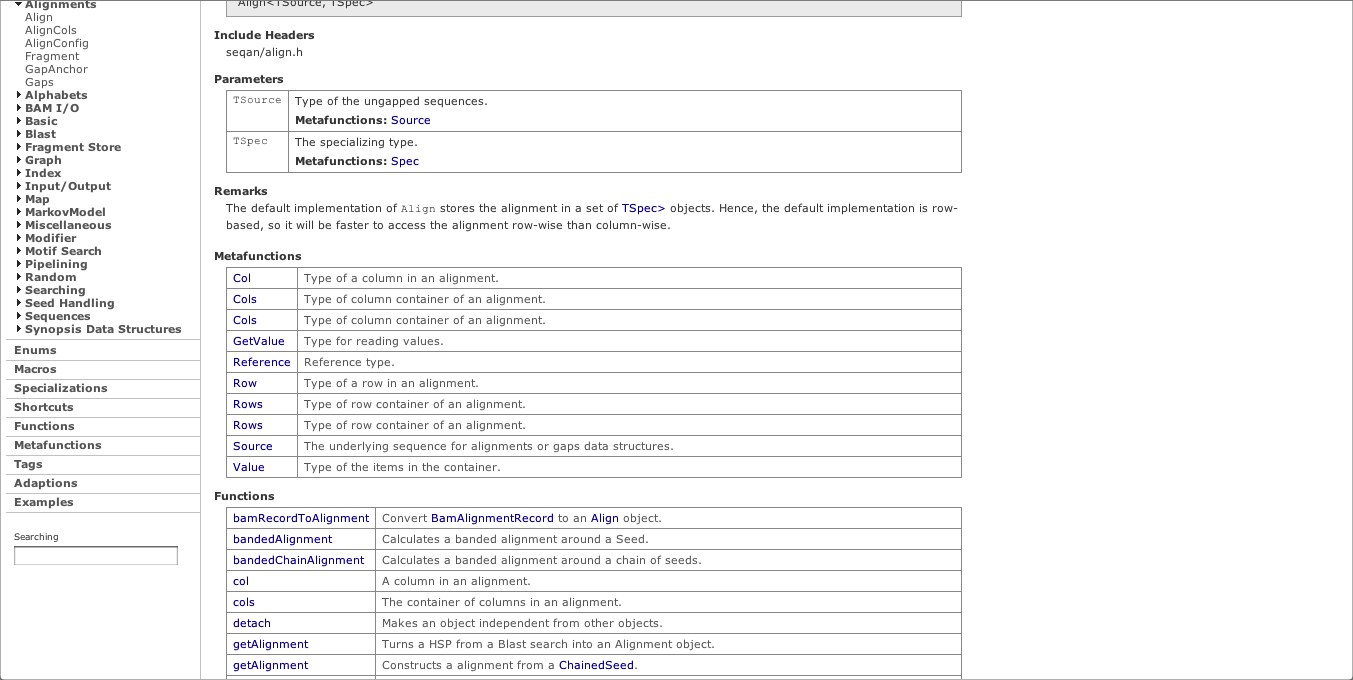 Alignments
Align
AlignCols
AlignConfig
Fragment
GapAnchor
Gaps
Alphabets
BAM I/O
Basic
Blast
Fragment Store
Graph
Index
Input/Output
Map
MarkovModel
Miscellaneous
Modifier
Motif Search
Pipelining
Random
Searching
Seed Handling
Sequences
Synopsis Data Structures
Enums
Macros
Specializations
Shortcuts
Functions
Metafunctions
Tags
Adaptions
Examples
Searching
Align<TSource, TSpec>
Include Headers
seqan/align.h
Parameters
TSource Type of the ungapped sequences.
Metafunctions: Source
TSpec The specializing type.
Metafunctions: Spec
Remarks
The default implementation of Align stores the alignment in a set of TSpec> objects. Hence, the default implementation is row-
based, so it will be faster to access the alignment row-wise than column-wise.
Metafunctions
Col Type of a column in an alignment.
Cols Type of column container of an alignment.
Cols Type of column container of an alignment.
GetValue Type for reading values.
Reference Reference type.
Row Type of a row in an alignment.
Rows Type of row container of an alignment.
Rows Type of row container of an alignment.
Source The underlying sequence for alignments or gaps data structures.
Value Type of the items in the container.
Functions
bamRecordToAlignment Convert BamAlignmentRecord to an Align object.
bandedAlignment Calculates a banded alignment around a Seed.
bandedChainAlignment Calculates a banded alignment around a chain of seeds.
col A column in an alignment.
cols The container of columns in an alignment.
detach Makes an object independent from other objects.
getAlignment Turns a HSP from a Blast search into an Alignment object.
getAlignment Constructs a alignment from a ChainedSeed.